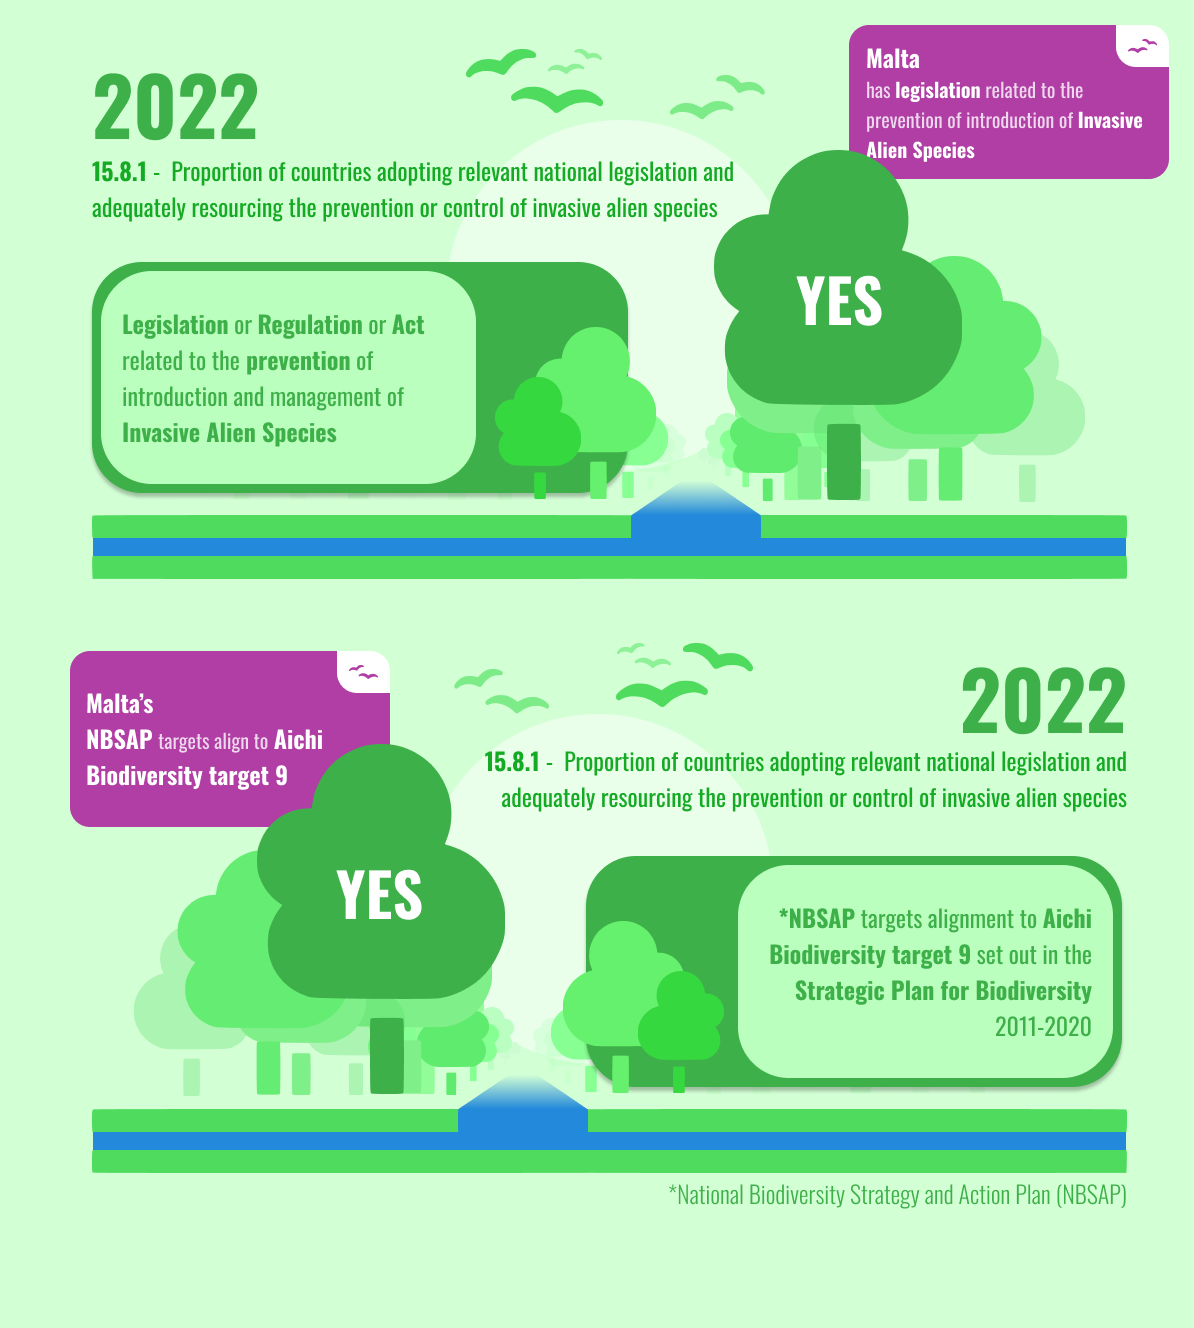 2022
15.8.1 - Proportion of countries adopting relevant national legislation and
adequately resourcing the prevention or control of invasive alien species
Malta
has legislation related to the
prevention of introduction of Invasive
Alien Species
Legislation or Regulation or Act
related to the prevention of
introduction and management of
Invasive Alien Species
YES
Malta’s
NBSAP targets align to Aichi
Biodiversity target 9
2022
15.8.1 - Proportion of countries adopting relevant national legislation and
adequately resourcing the prevention or control of invasive alien species
YES
*NBSAP targets alignment to Aichi
Biodiversity target 9 set out in the
Strategic Plan for Biodiversity
2011-2020
*National Biodiversity Strategy and Action Plan (NBSAP)